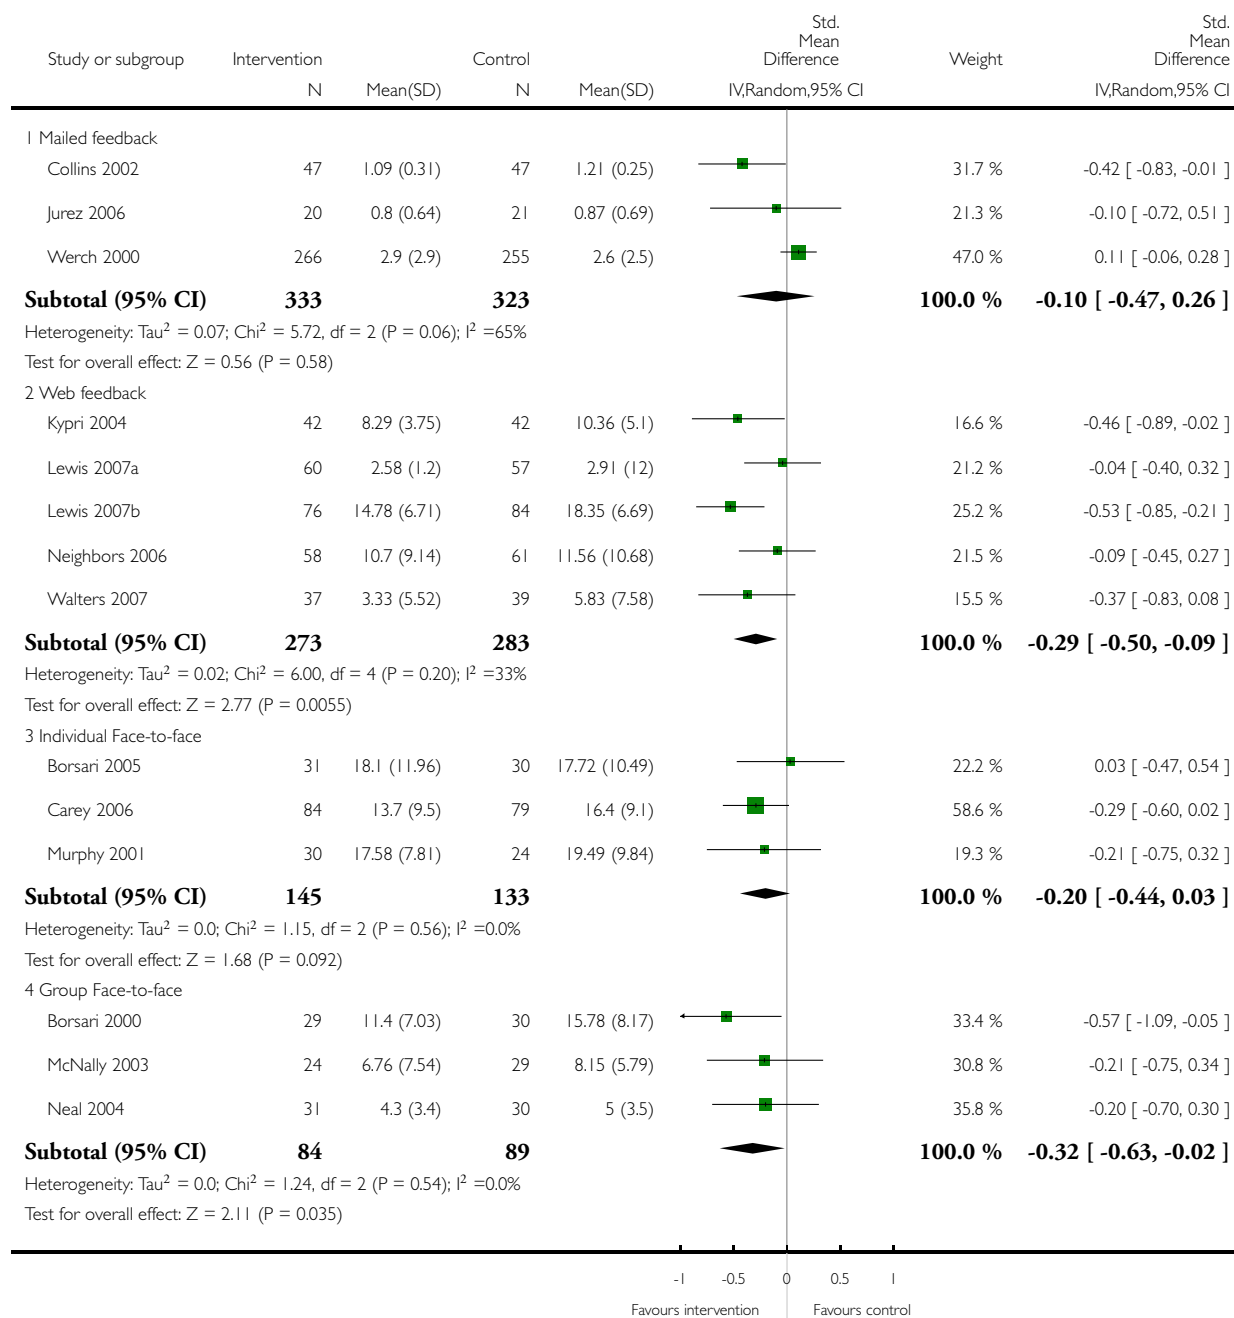 Std. Mean Difference Std. Mean Difference
Study or subgroup Intervention Control Weight
N Mean(SD) N Mean(SD) IV,Random,95% CI IV,Random,95% CI
1 Mailed feedback
Collins 2002 47 1.09 (0.31) 47 1.21 (0.25) 31.7 % -0.42 [ -0.83, -0.01 ]
Jurez 2006 20 0.8 (0.64) 21 0.87 (0.69) 21.3 % -0.10 [ -0.72, 0.51 ]
Werch 2000 266 2.9 (2.9) 255 2.6 (2.5) 47.0 % 0.11 [ -0.06, 0.28 ]
Subtotal (95% CI) 333 323 100.0 % -0.10 [ -0.47, 0.26 ]
Heterogeneity: Tau² = 0.07; Chi² = 5.72, df = 2 (P = 0.06); I² =65%
Test for overall effect: Z = 0.56 (P = 0.58)
2 Web feedback
Kypri 2004 42 8.29 (3.75) 42 10.36 (5.1) 16.6 % -0.46 [ -0.89, -0.02 ]
Lewis 2007a 60 2.58 (1.2) 57 2.91 (12) 21.2 % -0.04 [ -0.40, 0.32 ]
Lewis 2007b 76 14.78 (6.71) 84 18.35 (6.69) 25.2 % -0.53 [ -0.85, -0.21 ]
Neighbors 2006 58 10.7 (9.14) 61 11.56 (10.68) 21.5 % -0.09 [ -0.45, 0.27 ]
Walters 2007 37 3.33 (5.52) 39 5.83 (7.58) 15.5 % -0.37 [ -0.83, 0.08 ]
Subtotal (95% CI) 273 283 100.0 % -0.29 [ -0.50, -0.09 ]
Heterogeneity: Tau² = 0.02; Chi² = 6.00, df = 4 (P = 0.20); I² =33%
Test for overall effect: Z = 2.77 (P = 0.0055)
3 Individual Face-to-face
Borsari 2005 31 18.1 (11.96) 30 17.72 (10.49) 22.2 % 0.03 [ -0.47, 0.54 ]
Carey 2006 84 13.7 (9.5) 79 16.4 (9.1) 58.6 % -0.29 [ -0.60, 0.02 ]
Murphy 2001 30 17.58 (7.81) 24 19.49 (9.84) 19.3 % -0.21 [ -0.75, 0.32 ]
Subtotal (95% CI) 145 133 100.0 % -0.20 [ -0.44, 0.03 ]
Heterogeneity: Tau² = 0.0; Chi² = 1.15, df = 2 (P = 0.56); I² =0.0%
Test for overall effect: Z = 1.68 (P = 0.092)
4 Group Face-to-face
Borsari 2000 29 11.4 (7.03) 30 15.78 (8.17) 33.4 % -0.57 [ -1.09, -0.05 ]
McNally 2003 24 6.76 (7.54) 29 8.15 (5.79) 30.8 % -0.21 [ -0.75, 0.34 ]
Neal 2004 31 4.3 (3.4) 30 5 (3.5) 35.8 % -0.20 [ -0.70, 0.30 ]
Subtotal (95% CI) 84 89 100.0 % -0.32 [ -0.63, -0.02 ]
Heterogeneity: Tau² = 0.0; Chi² = 1.24, df = 2 (P = 0.54); I² =0.0%
Test for overall effect: Z = 2.11 (P = 0.035)
-1 -0.5 0 0.5 1
Favours intervention Favours control